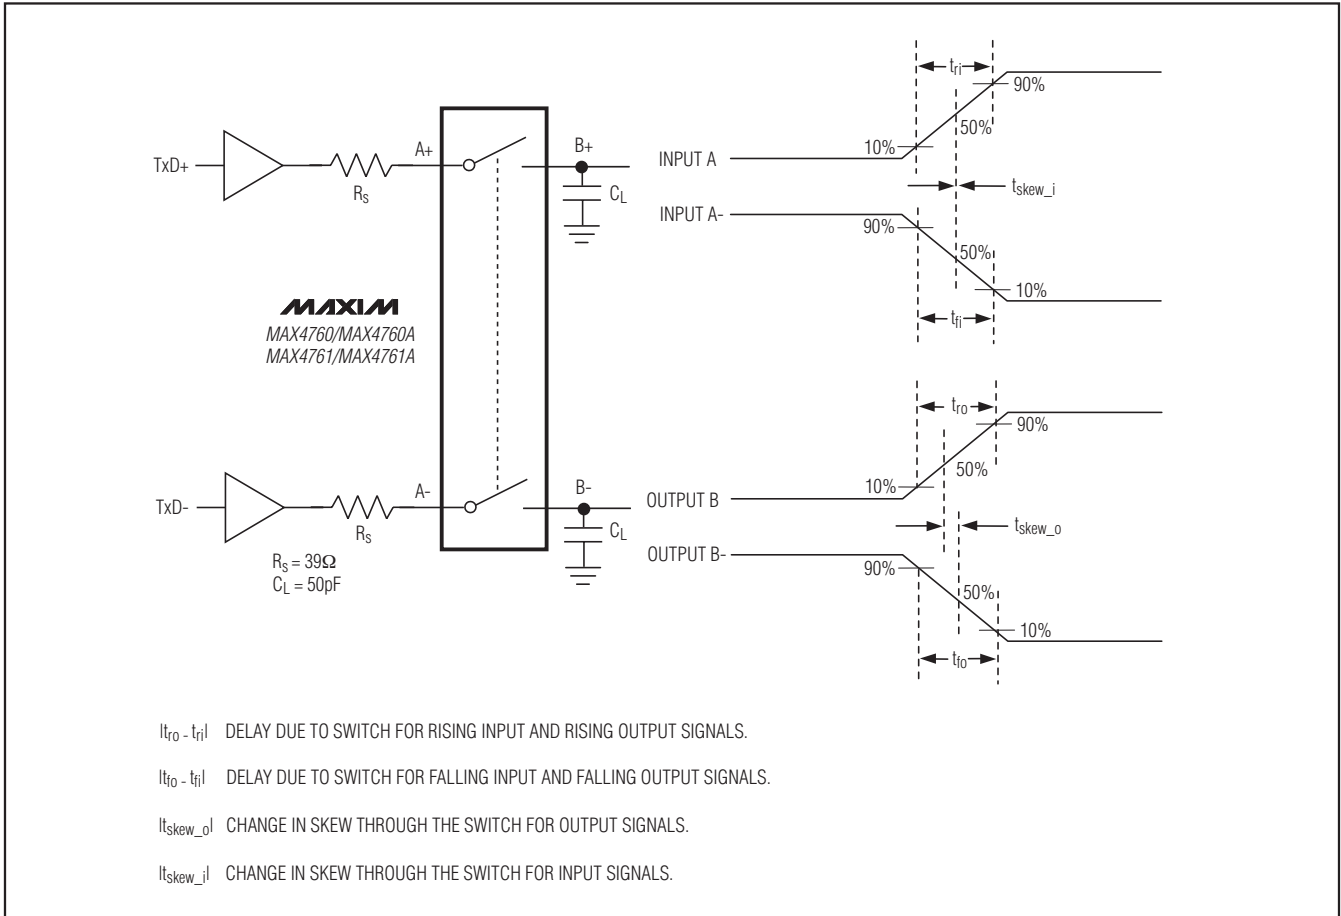 TxD+
RS
A+
B+
CL
MAXIM
MAX4760/MAX4760A
MAX4761/MAX4761A
TxD-
RS
A-
B-
CL
RS = 39Ω
CL = 50pF
INPUT A
10%
tri
90%
50%
tskew_i
INPUT A-
90%
50%
10%
tfi
OUTPUT B
10%
tro
90%
50%
tskew_o
OUTPUT B-
90%
50%
10%
tfo
|tro - tri| DELAY DUE TO SWITCH FOR RISING INPUT AND RISING OUTPUT SIGNALS.
|tfo - tfi| DELAY DUE TO SWITCH FOR FALLING INPUT AND FALLING OUTPUT SIGNALS.
|tskew_o| CHANGE IN SKEW THROUGH THE SWITCH FOR OUTPUT SIGNALS.
|tskew_i| CHANGE IN SKEW THROUGH THE SWITCH FOR INPUT SIGNALS.